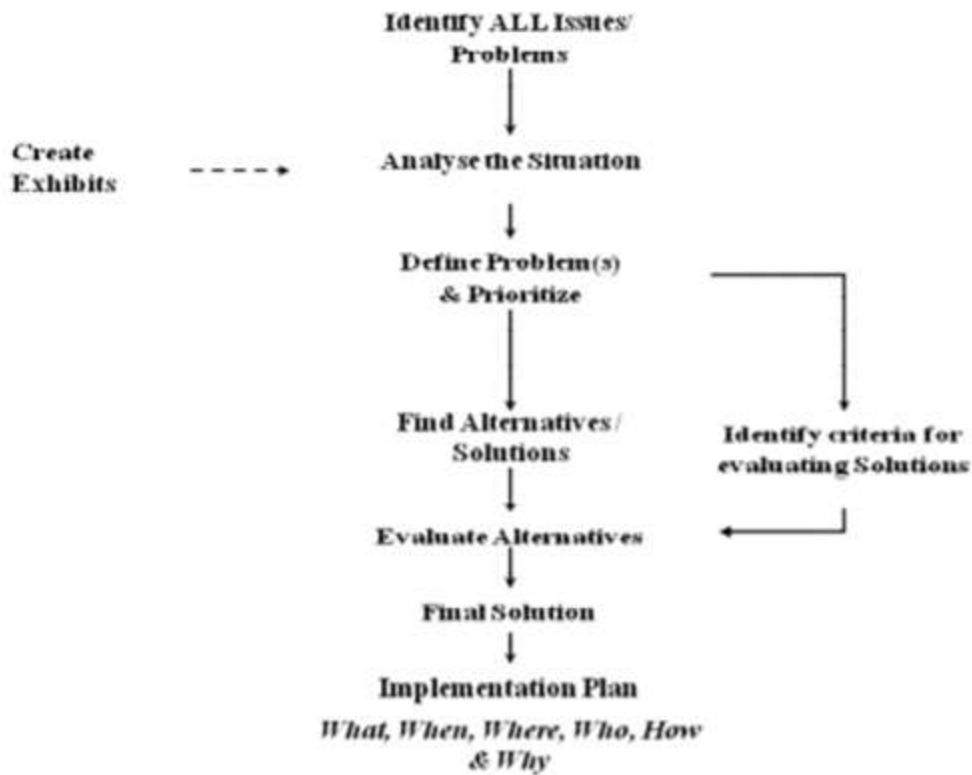 Identify ALL Issues/
Problems
Create
Exhibits
Analyse the Situation
Define Problem(s)
& Prioritize
Find Alternatives/
Solutions
Identify criteria for
evaluating Solutions
Evaluate Alternatives
Final Solution
Implementation Plan
What, When, Where, Who, How
& Why